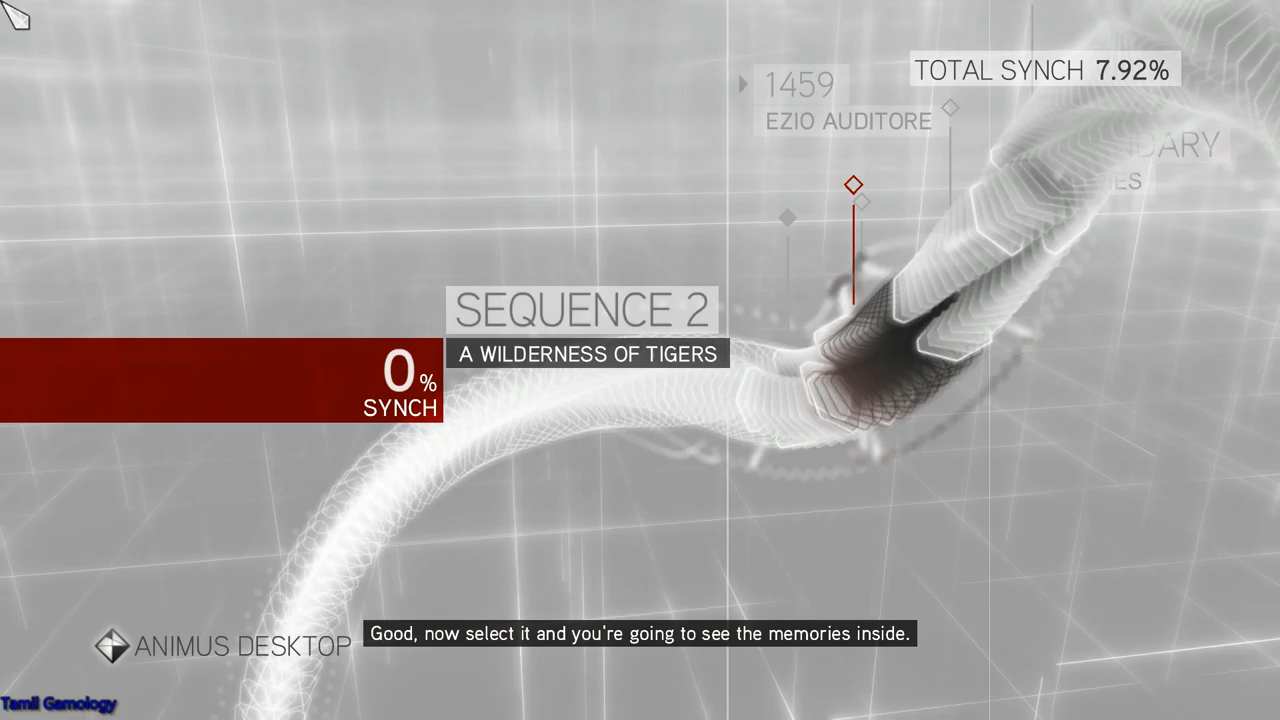 TOTAL SYNCH 7.92%
1459
EZIO AUDITORE
SEQUENCE 2
A WILDERNESS OF TIGERS
0%
SYNCH
Good, now select it and you're going to see the memories inside.
ANIMUS DESKTOP
Tamil Gamology